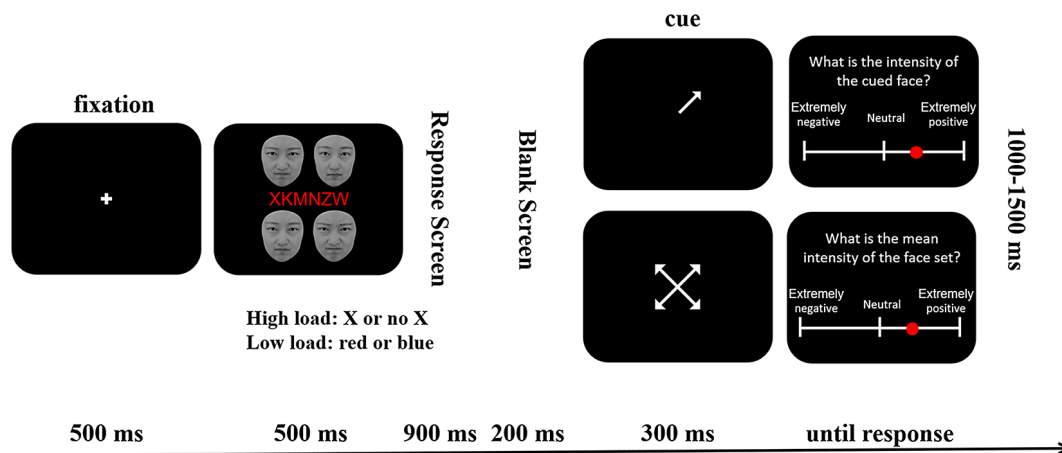 cue
fixation
XKMNZW
High load: X or no X
Low load: red or blue
Response Screen
Blank Screen
What is the intensity of
the cued face?
Extremely
negative
Neutral
Extremely
positive
What is the mean
intensity of the face set?
Extremely
negative
Neutral
Extremely
positive
1000-1500 ms
500 ms
500 ms
900 ms
200 ms
300 ms
until response